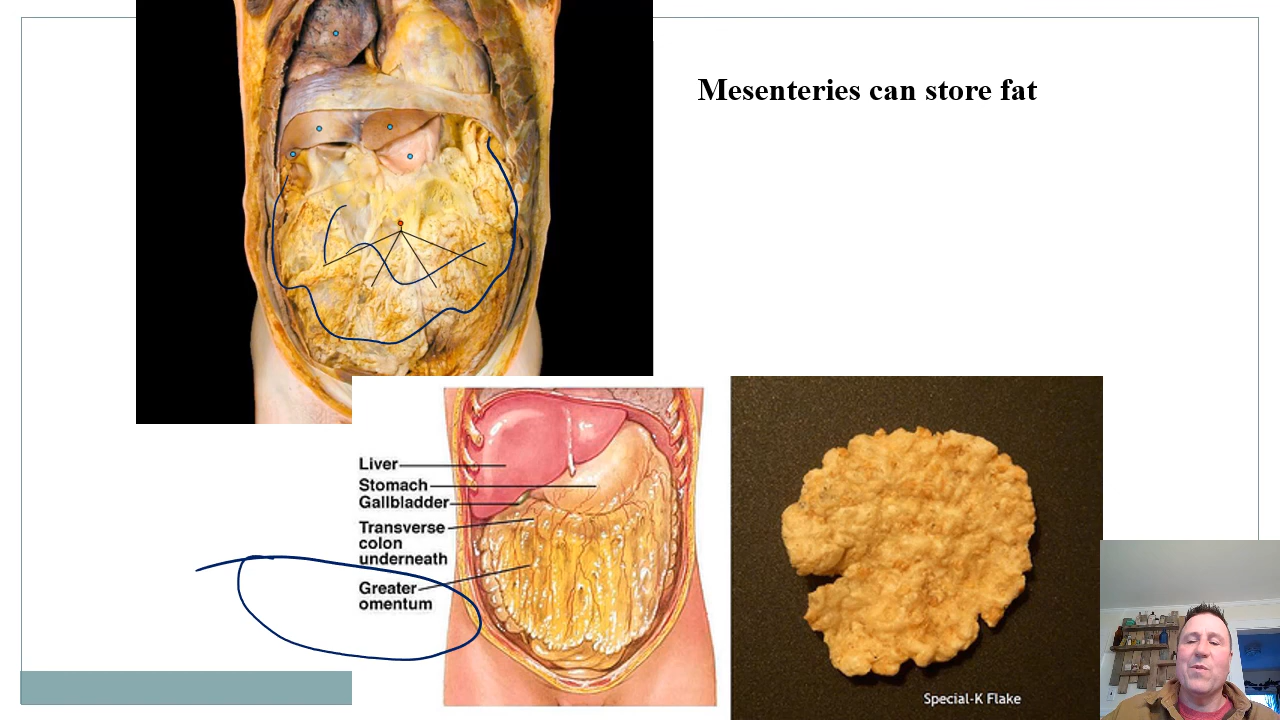 Mesenteries can store fat
Liver
Stomach
Gallbladder
Transverse
colon
underneath
Greater
omentum
Special-K Flake